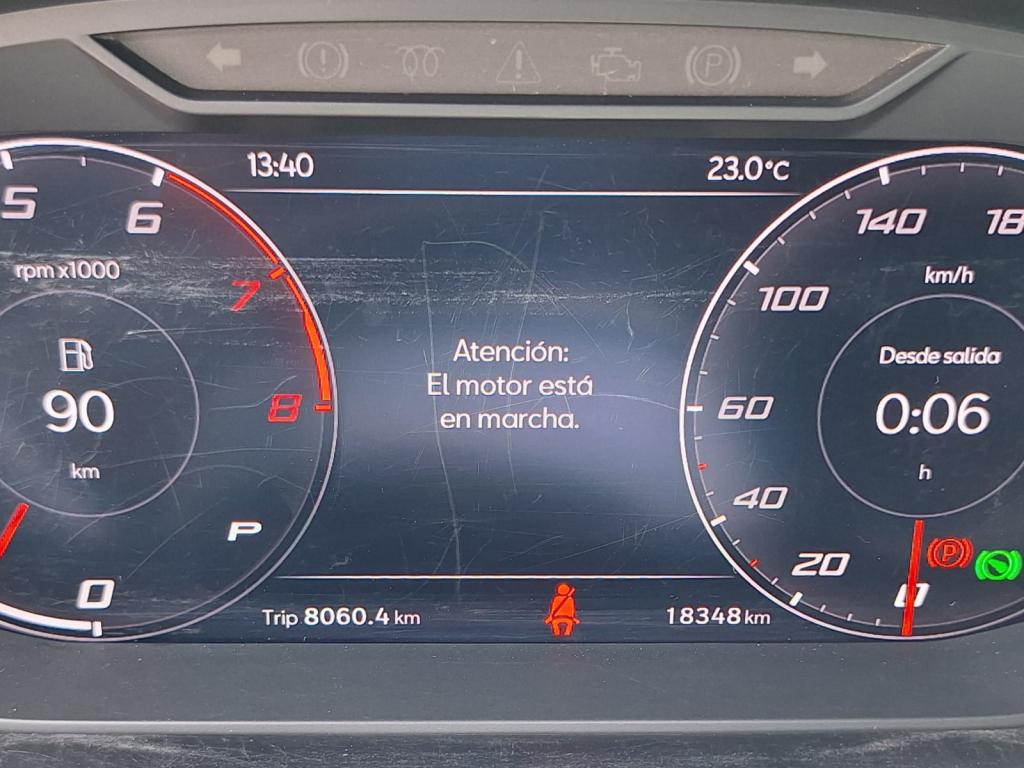 13:40
23.0°C
5
6
7
8
0
rpm x1000
90
km
P
Atención:
El motor está
en marcha.
Trip 8060.4 km
18348 km
140
18
100
60
40
20
0
km/h
Desde salida
0:06
h
P
P